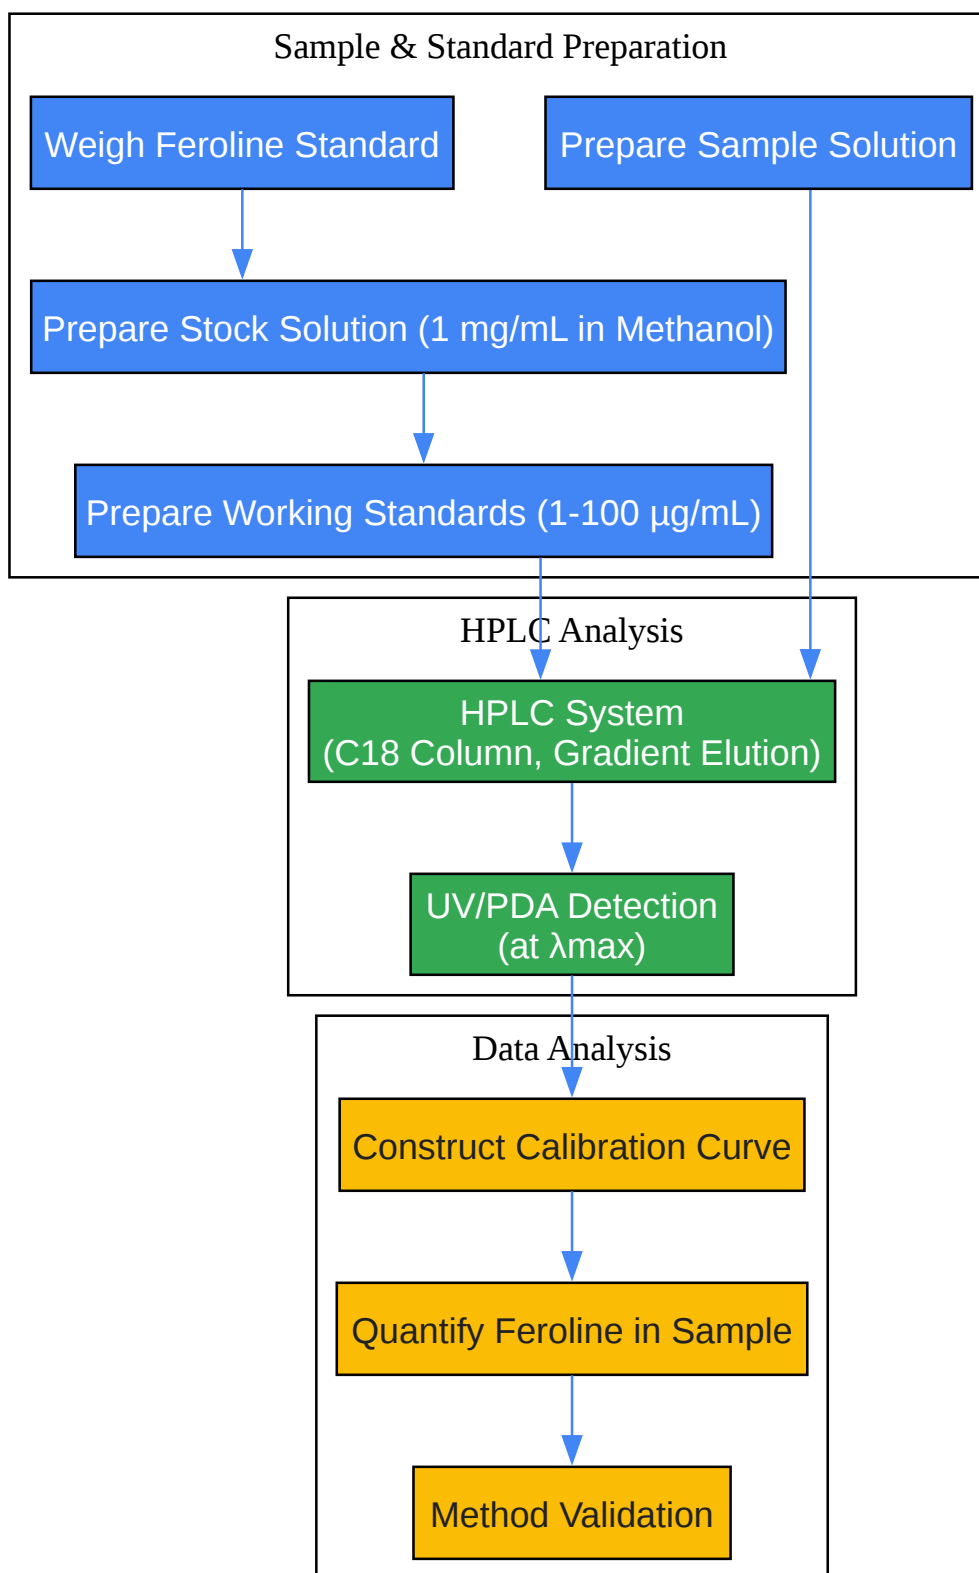 Sample & Standard Preparation
Weigh Feroline Standard
Prepare Sample Solution
Prepare Stock Solution (1 mg/mL in Methanol)
Prepare Working Standards (1-100 µg/mL)
HPLC Analysis
HPLC System
(C18 Column, Gradient Elution)
UV/PDA Detection
(at λmax)
Data Analysis
Construct Calibration Curve
Quantify Feroline in Sample
Method Validation